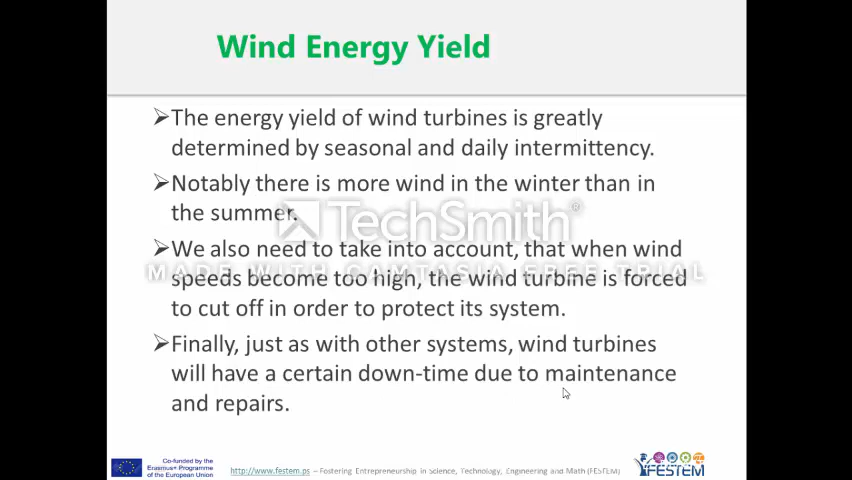 Wind Energy Yield
➢The energy yield of wind turbines is greatly
determined by seasonal and daily intermittency.
➢Notably there is more wind in the winter than in
the summer.
TechSmith®
➢We also need to take into account, that when wind
MADE WITH CAMTASIA FREE TRIAL
speeds become too high, the wind turbine is forced
to cut off in order to protect its system.
➢Finally, just as with other systems, wind turbines
will have a certain down-time due to maintenance
and repairs.
Co-funded by the
Erasmus+ Programme
of the European Union
http://www.festem.ps – Fostering Entrepreneurship in Science, Technology, Engineering and Math (FESTEM)
FESTEM